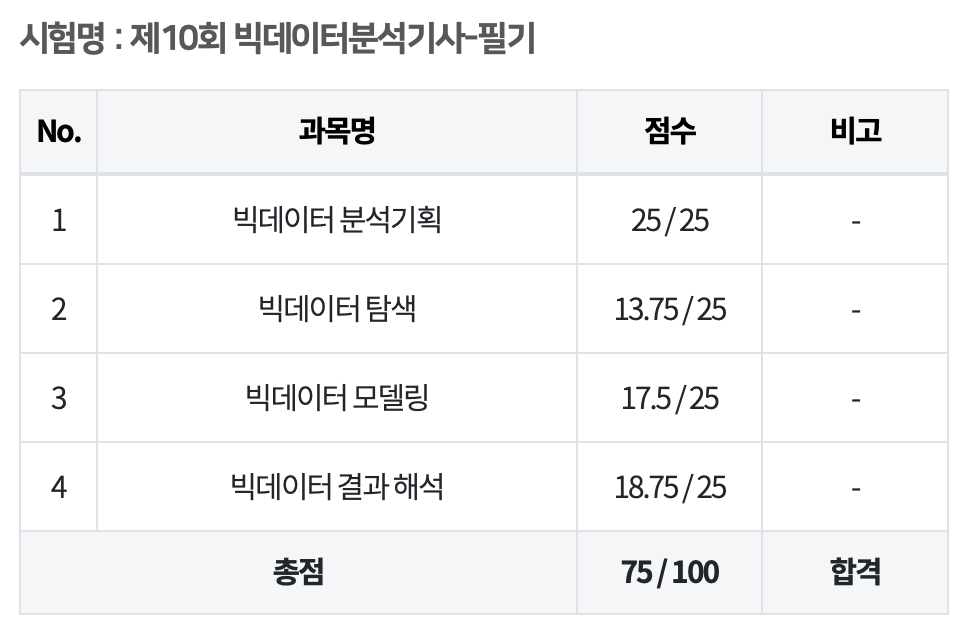 시험명 : 제10회 빅데이터분석기사-필기
No. 과목명 점수 비고
1 빅데이터 분석기획 25 / 25 -
2 빅데이터 탐색 13.75 / 25 -
3 빅데이터 모델링 17.5 / 25 -
4 빅데이터 결과 해석 18.75 / 25 -
총점 75 / 100 합격